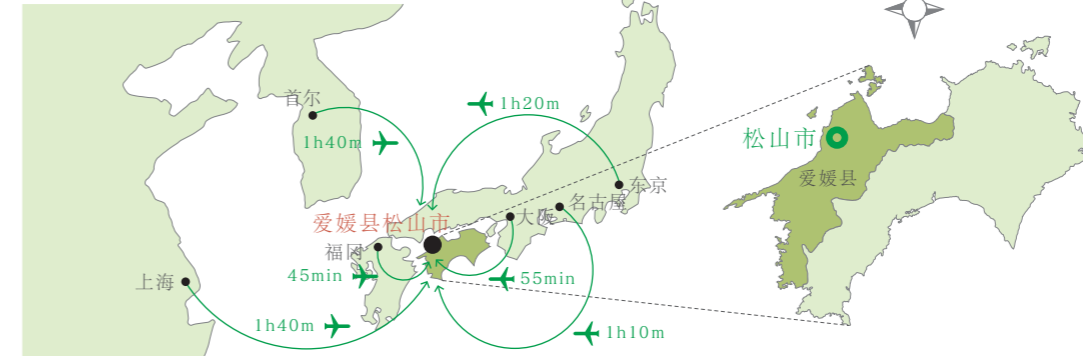 首尔
1h40m
1h20m
东京
名古屋
大阪
爱媛县松山市
福冈
45min
55min
上海
1h40m
1h10m
松山市
爱媛县